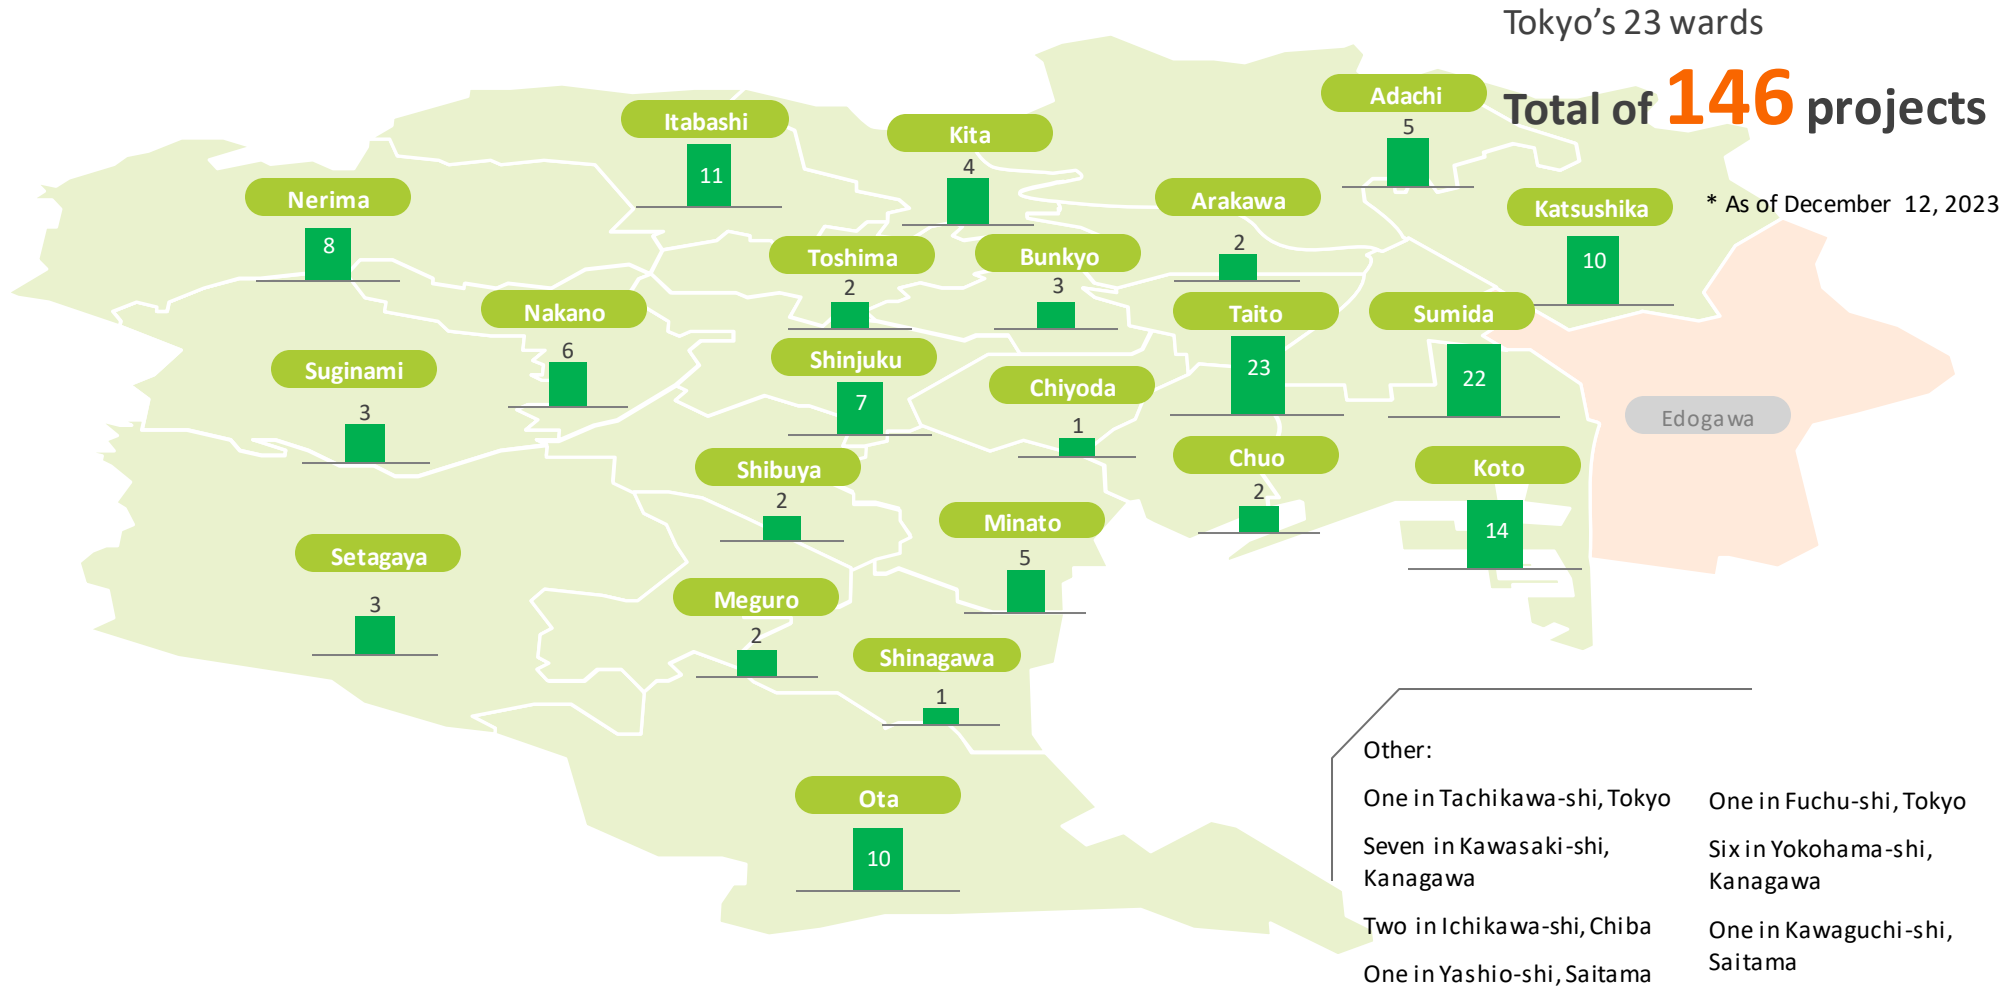 Tokyo’s 23 wards
Total of 146 projects
* As of December 12, 2023
Adachi
5
Itabashi
11
Kita
4
Nerima
8
Arakawa
2
Katsushika
10
Toshima
2
Bunkyo
3
Nakano
6
Taito
23
Sumida
22
Shinjuku
7
Suginami
3
Chiyoda
1
Edogawa
Chuo
2
Shibuya
2
Koto
14
Minato
5
Setagaya
3
Meguro
2
Shinagawa
1
Ota
10
Other:
One in Tachikawa-shi, Tokyo
Seven in Kawasaki-shi,
Kanagawa
Two in Ichikawa-shi, Chiba
One in Yashio-shi, Saitama
One in Fuchu-shi, Tokyo
Six in Yokohama-shi,
Kanagawa
One in Kawaguchi-shi,
Saitama